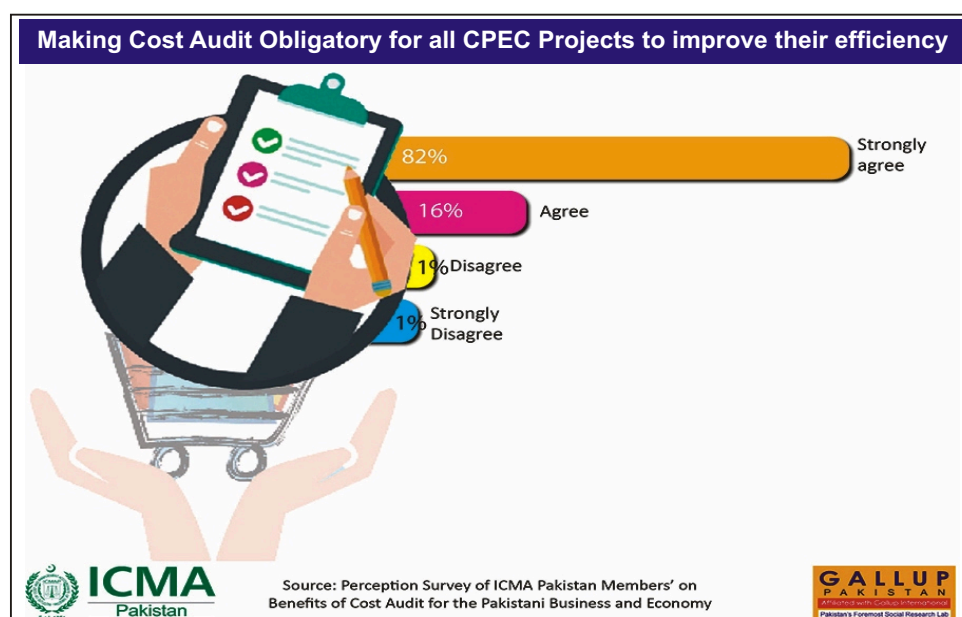 Making Cost Audit Obligatory for all CPEC Projects to improve their efficiency
82%
Strongly
agree
16%
Agree
1%
Disagree
1%
Strongly
Disagree
ICMA
Pakistan
Source: Perception Survey of ICMA Pakistan Members' on
Benefits of Cost Audit for the Pakistani Business and Economy
GALLUP
PAKISTAN
Affiliated with Gallup International
Pakistan's Foremost Social Research Lab